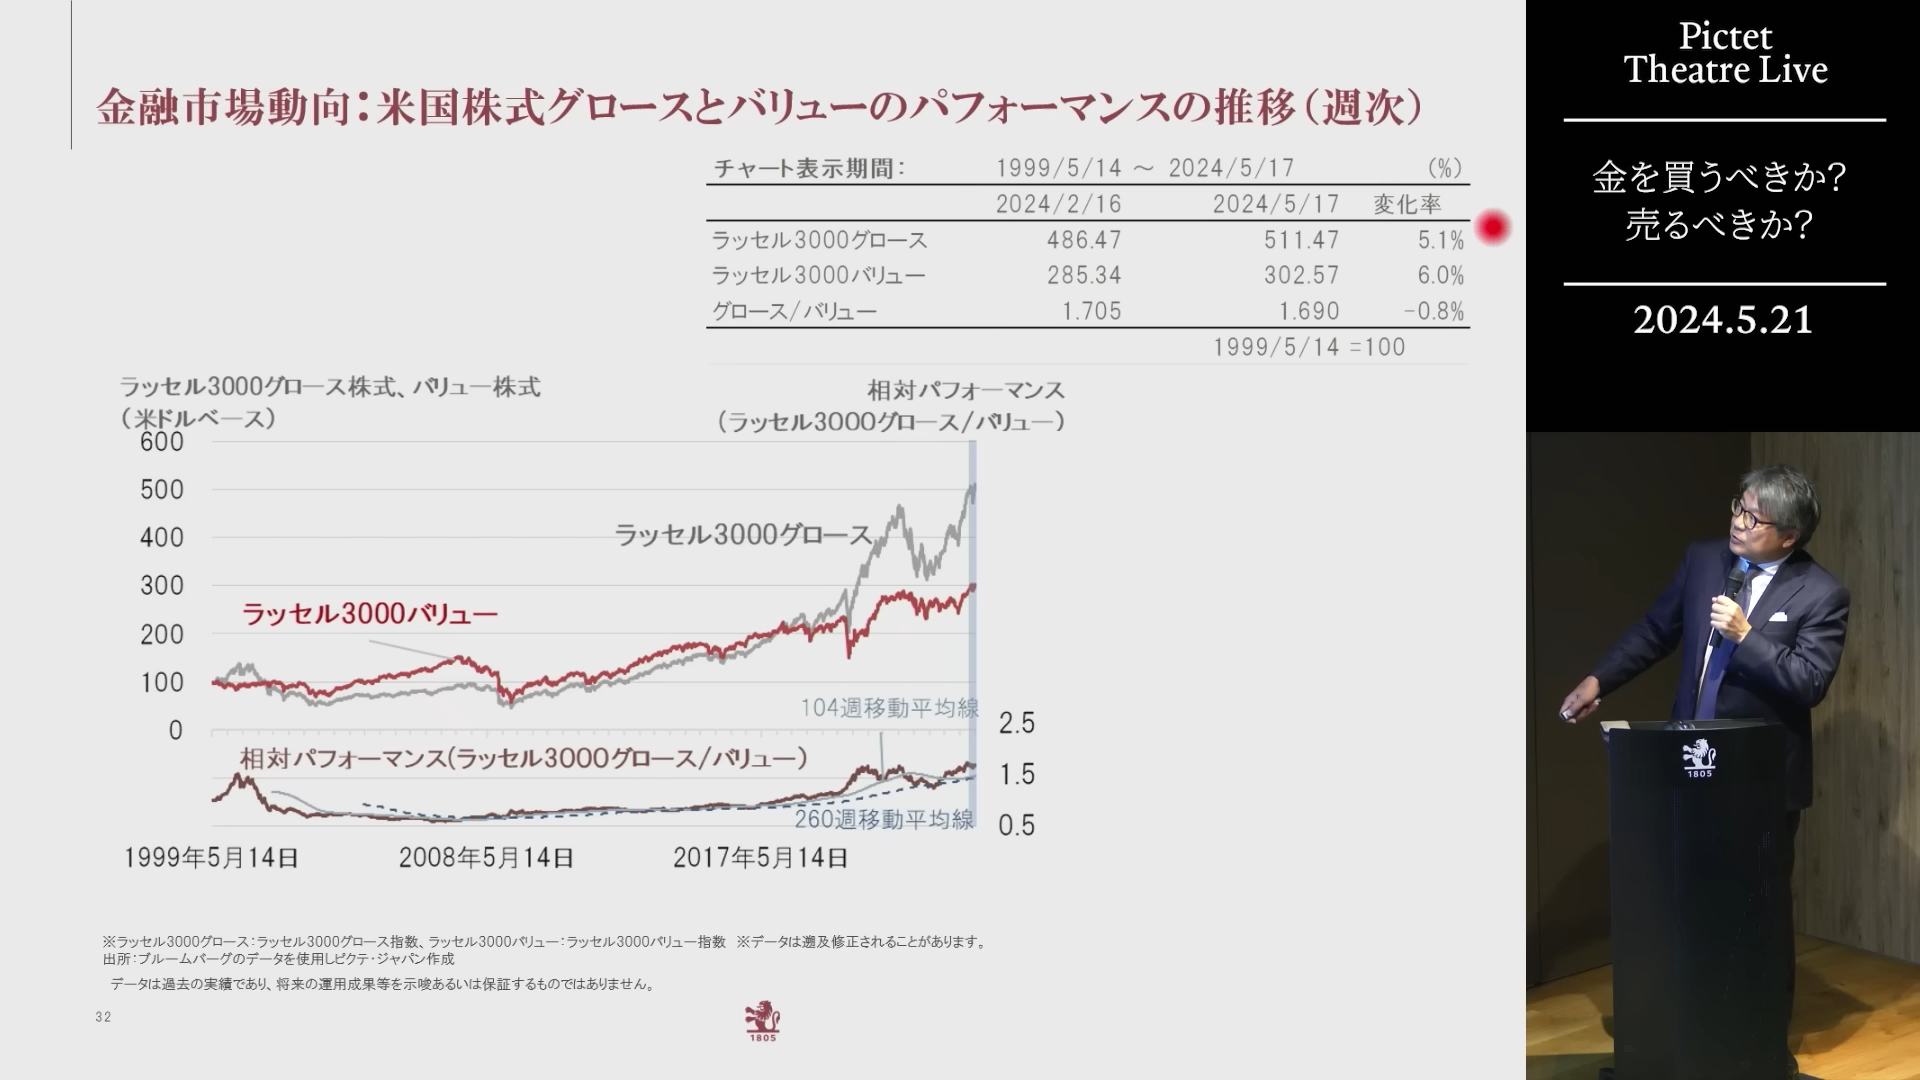 金融市場動向：米国株式グロースとバリューのパフォーマンスの推移（週次）
チャート表示期間： 1999/5/14 ～ 2024/5/17 (%)
2024/2/16 2024/5/17 変化率
ラッセル3000グロース 486.47 511.47 5.1%
ラッセル3000バリュー 285.34 302.57 6.0%
グロース/バリュー 1.705 1.690 -0.8%
1999/5/14 =100
ラッセル3000グロース株式、バリュー株式
（米ドルベース）
相対パフォーマンス
（ラッセル3000グロース/バリュー）
600
500
400
300
200
100
0
ラッセル3000グロース
ラッセル3000バリュー
104週移動平均線
相対パフォーマンス(ラッセル3000グロース/バリュー)
260週移動平均線
2.5
1.5
0.5
1999年5月14日 2008年5月14日 2017年5月14日
※ラッセル3000グロース：ラッセル3000グロース指数、ラッセル3000バリュー：ラッセル3000バリュー指数 ※データは遡及修正されることがあります。
出所：ブルームバーグのデータを使用しピクテ・ジャパン作成
データは過去の実績であり、将来の運用成果等を示唆あるいは保証するものではありません。
32
1805
Pictet
Theatre Live
金を買うべきか?
売るべきか?
2024.5.21
1805